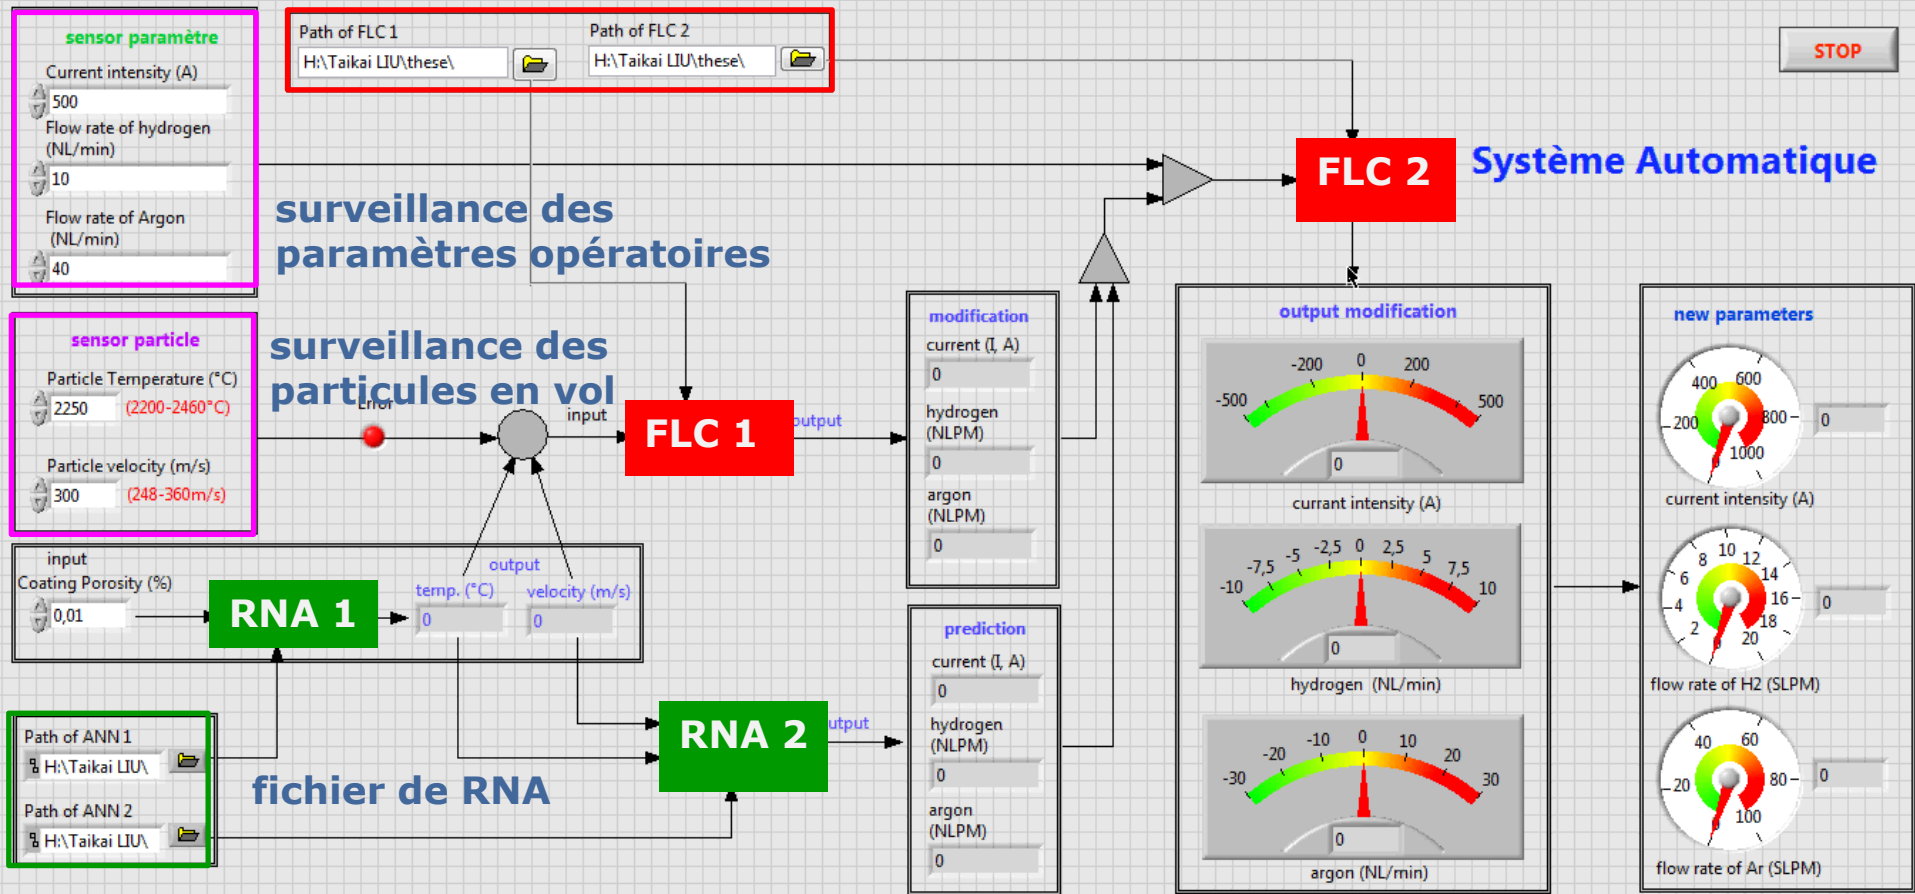 sensor paramètre
Current intensity (A)
500
Flow rate of hydrogen
(NL/min)
10
Flow rate of Argon
(NL/min)
40
Path of FLC 1
H:\Taikai LIU\these\
Path of FLC 2
H:\Taikai LIU\these\
STOP
FLC 2
Système Automatique
surveillance des
paramètres opératoires
sensor particle
Particle Temperature (°C)
2250
(2200-2460°C)
Particle velocity (m/s)
300
(248-360m/s)
surveillance des
particules en vol
Error
input
FLC 1
output
modification
current (I, A)
0
hydrogen
(NLPM)
0
argon
(NLPM)
0
input
Coating Porosity (%)
0,01
RNA 1
output
temp. (°C)
0
velocity (m/s)
0
Path of ANN 1
H:\Taikai LIU\
Path of ANN 2
H:\Taikai LIU\
fichier de RNA
RNA 2
utput
prediction
current (I, A)
0
hydrogen
(NLPM)
0
argon
(NLPM)
0
output modification
-500
-200
0
200
500
0
currant intensity (A)
-10
-7,5
-5
-2,5
0
2,5
5
7,5
10
0
hydrogen (NL/min)
-30
-20
-10
0
10
20
30
0
argon (NL/min)
new parameters
0
200
400
600
800
1000
0
current intensity (A)
0
2
4
6
8
10
12
14
16
18
20
0
flow rate of H2 (SLPM)
0
20
40
60
80
100
0
flow rate of Ar (SLPM)